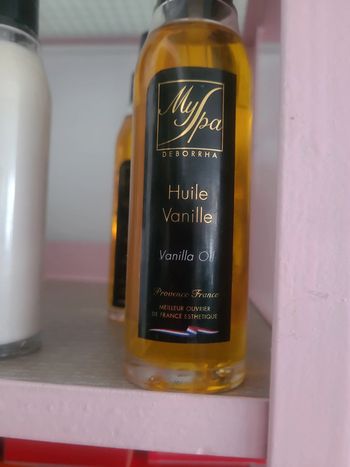 My Spa
DEBORRHA
Huile
Vanille
Vanilla Oil
Provence France
MEILLEUR OUVRIER
DE FRANCE ESTHETIQUE